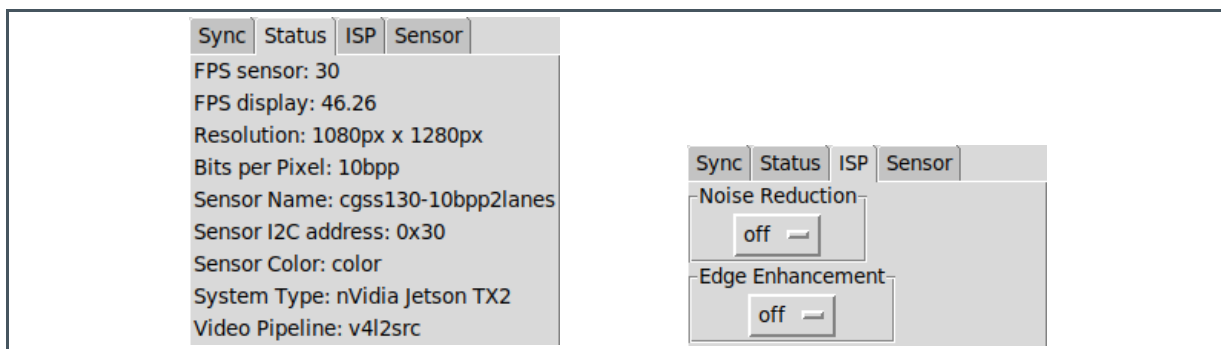 Sync Status ISP Sensor
FPS sensor: 30
FPS display: 46.26
Resolution: 1080px x 1280px
Bits per Pixel: 10bpp
Sensor Name: cgss130-10bpp2lanes
Sensor I2C address: 0x30
Sensor Color: color
System Type: nVidia Jetson TX2
Video Pipeline: v4l2src
Sync Status ISP Sensor
Noise Reduction
off
Edge Enhancement
off